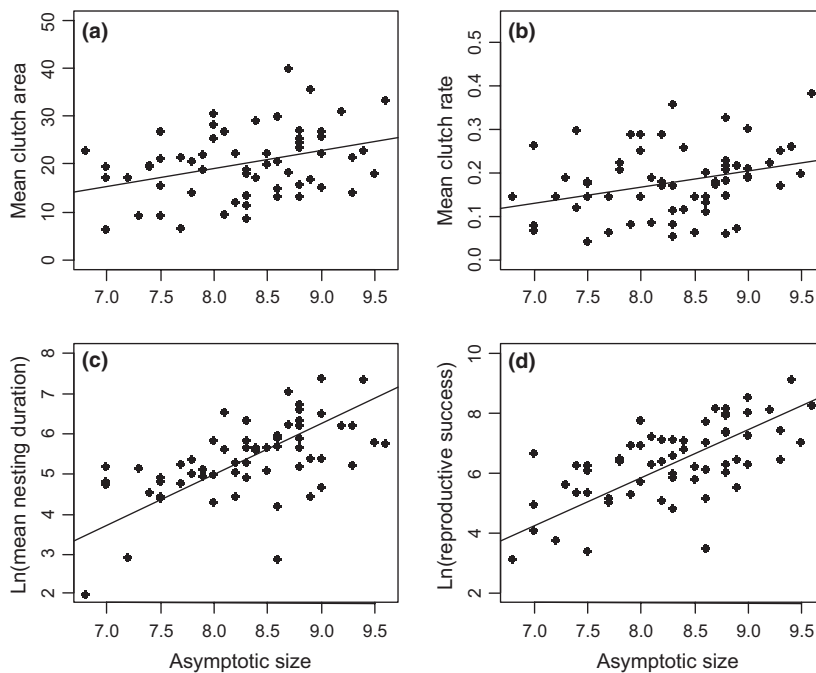 (a)
Mean clutch area
50
40
30
20
10
0
7.0 7.5 8.0 8.5 9.0 9.5
(b)
Mean clutch rate
0.5
0.4
0.3
0.2
0.1
0.0
7.0 7.5 8.0 8.5 9.0 9.5
(c)
Ln(mean nesting duration)
8
7
6
5
4
3
2
7.0 7.5 8.0 8.5 9.0 9.5
Asymptotic size
(d)
Ln(reproductive success)
10
8
6
4
2
7.0 7.5 8.0 8.5 9.0 9.5
Asymptotic size